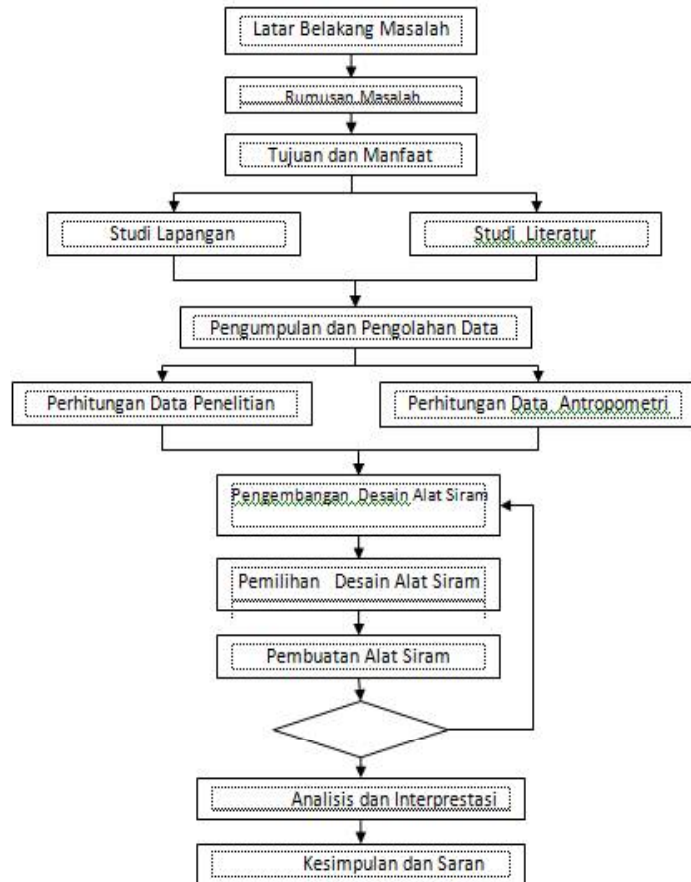 Latar Belakang Masalah
Rumusan Masalah
Tujuan dan Manfaat
Studi Lapangan
Studi Literatur
Pengumpulan dan Pengolahan Data
Perhitungan Data Penelitian
Perhitungan Data Antropometri
Pengembangan Desain Alat Siram
Pemilihan Desain Alat Siram
Pembuatan Alat Siram
Analisis dan Interprestasi
Kesimpulan dan Saran